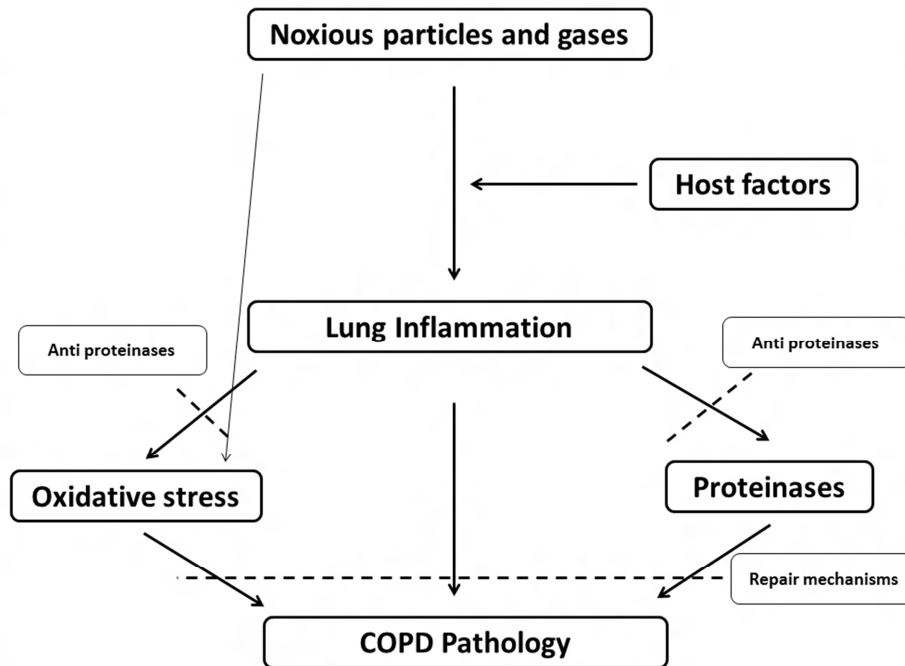 Noxious particles and gases
Host factors
Lung Inflammation
Anti proteinases
Anti proteinases
Oxidative stress
Proteinases
Repair mechanisms
COPD Pathology